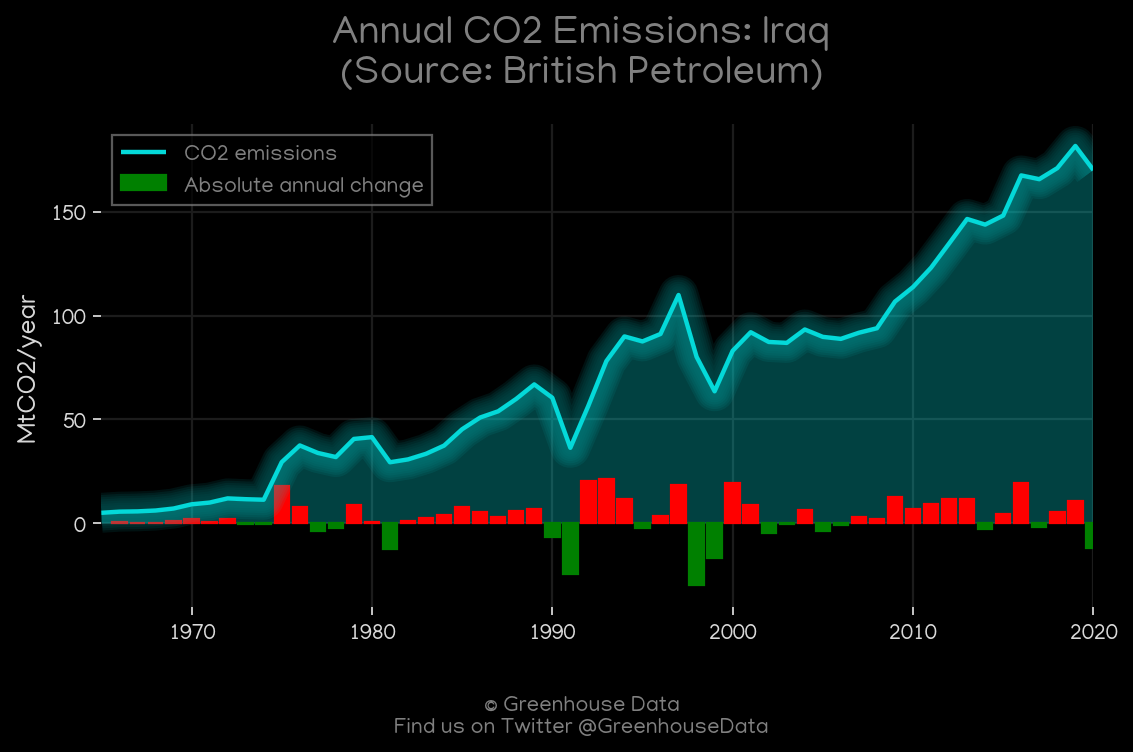 Annual CO2 Emissions: Iraq
(Source: British Petroleum)
CO2 emissions
Absolute annual change
MtCO2/year
150
100
50
0
1970 1980 1990 2000 2010 2020
© Greenhouse Data
Find us on Twitter @GreenhouseData